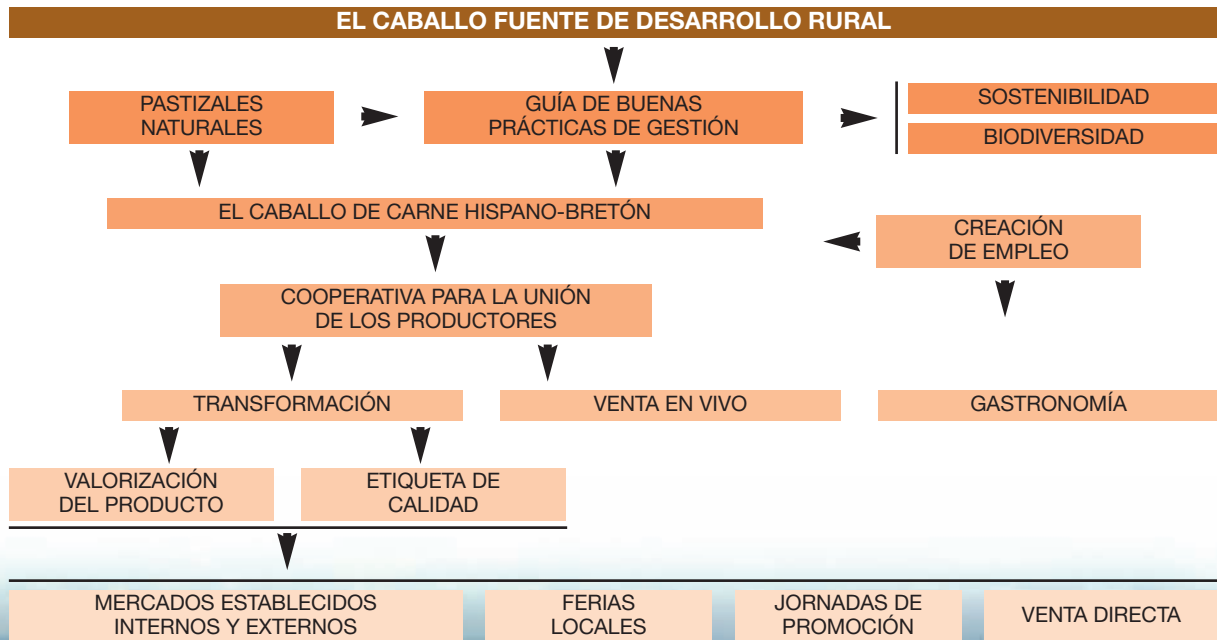 EL CABALLO FUENTE DE DESARROLLO RURAL
PASTIZALES
NATURALES
GUÍA DE BUENAS
PRÁCTICAS DE GESTIÓN
SOSTENIBILIDAD
BIODIVERSIDAD
EL CABALLO DE CARNE HISPANO-BRETÓN
CREACIÓN
DE EMPLEO
COOPERATIVA PARA LA UNIÓN
DE LOS PRODUCTORES
TRANSFORMACIÓN
VENTA EN VIVO
GASTRONOMÍA
VALORIZACIÓN
DEL PRODUCTO
ETIQUETA DE
CALIDAD
MERCADOS ESTABLECIDOS
INTERNOS Y EXTERNOS
FERIAS
LOCALES
JORNADAS DE
PROMOCIÓN
VENTA DIRECTA